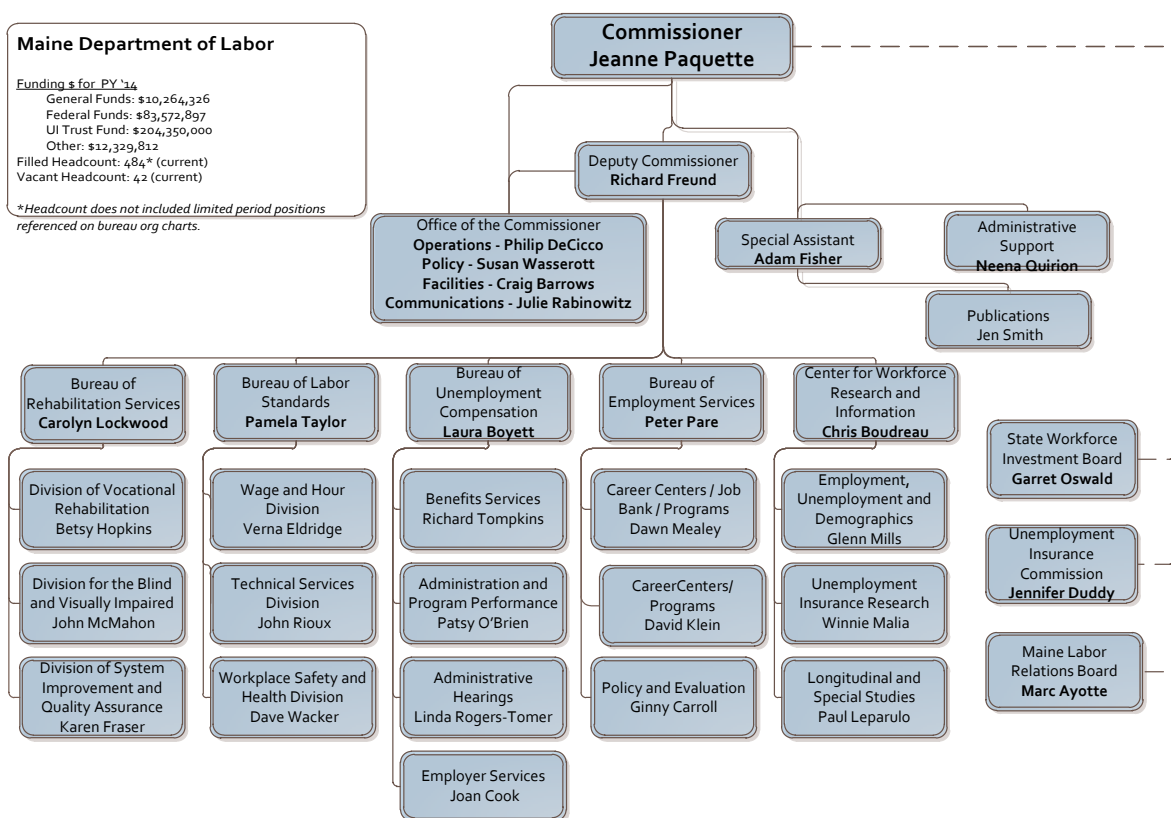 Maine Department of Labor
Funding $ for PY ‘14
General Funds: $10,264,326
Federal Funds: $83,572,897
UI Trust Fund: $204,350,000
Other: $12,329,812
Filled Headcount: 484* (current)
Vacant Headcount: 42 (current)
*Headcount does not included limited period positions
referenced on bureau org charts.
Commissioner
Jeanne Paquette
Deputy Commissioner
Richard Freund
Office of the Commissioner
Operations - Philip DeCicco
Policy - Susan Wasserott
Facilities - Craig Barrows
Communications - Julie Rabinowitz
Special Assistant
Adam Fisher
Administrative
Support
Neena Quirion
Publications
Jen Smith
Bureau of
Rehabilitation Services
Carolyn Lockwood
Bureau of Labor
Standards
Pamela Taylor
Bureau of
Unemployment
Compensation
Laura Boyett
Bureau of
Employment Services
Peter Pare
Center for Workforce
Research and
Information
Chris Boudreau
State Workforce
Investment Board
Garret Oswald
Division of Vocational
Rehabilitation
Betsy Hopkins
Wage and Hour
Division
Verna Eldridge
Benefits Services
Richard Tompkins
Career Centers / Job
Bank / Programs
Dawn Mealey
Employment,
Unemployment and
Demographics
Glenn Mills
Unemployment
Insurance
Commission
Jennifer Duddy
Division for the Blind
and Visually Impaired
John McMahon
Technical Services
Division
John Rioux
Administration and
Program Performance
Patsy O’Brien
CareerCenters/
Programs
David Klein
Unemployment
Insurance Research
Winnie Malia
Maine Labor
Relations Board
Marc Ayotte
Division of System
Improvement and
Quality Assurance
Karen Fraser
Workplace Safety and
Health Division
Dave Wacker
Administrative
Hearings
Linda Rogers-Tomer
Policy and Evaluation
Ginny Carroll
Longitudinal and
Special Studies
Paul Leparulo
Employer Services
Joan Cook